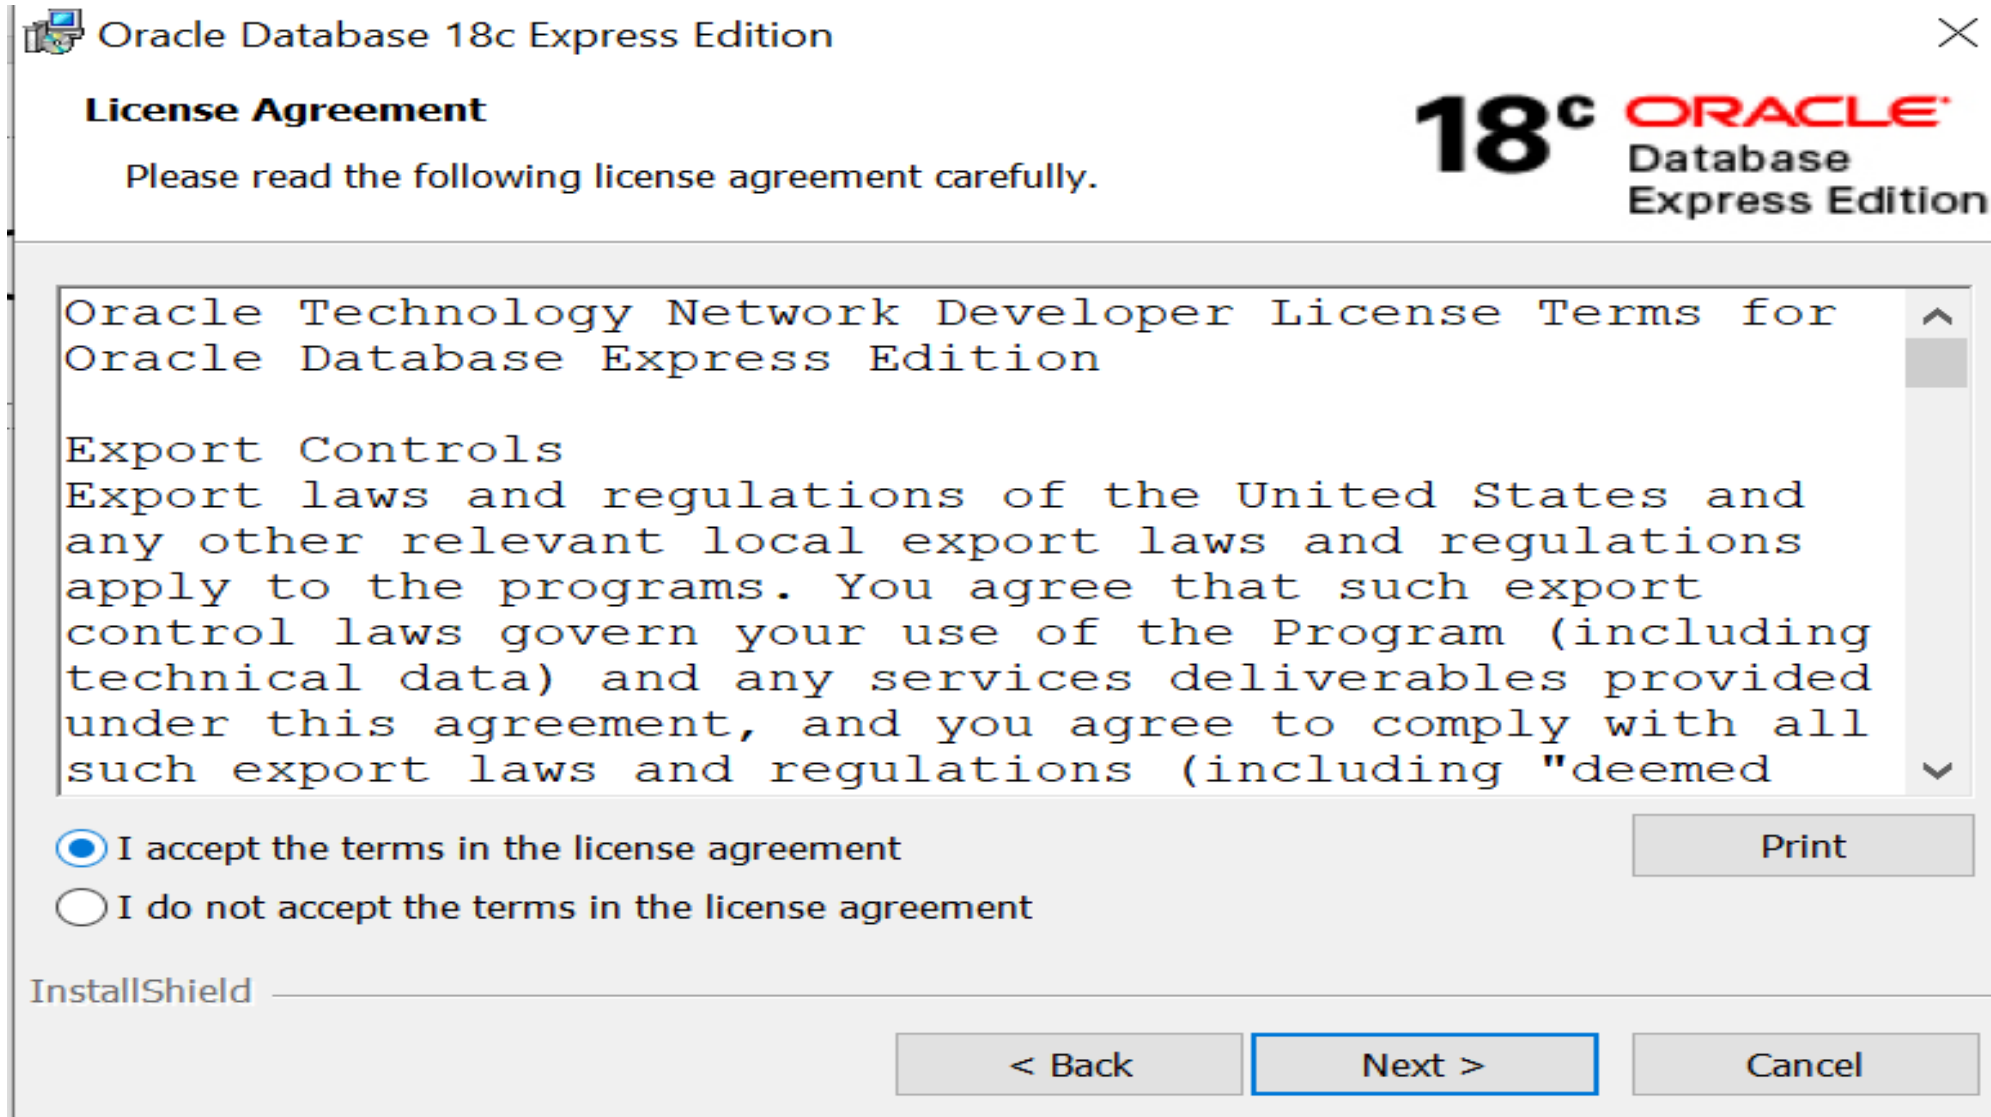 Oracle Database 18c Express Edition
License Agreement
Please read the following license agreement carefully.
18c ORACLE
Database
Express Edition
Oracle Technology Network Developer License Terms for
Oracle Database Express Edition
Export Controls
Export laws and regulations of the United States and
any other relevant local export laws and regulations
apply to the programs. You agree that such export
control laws govern your use of the Program (including
technical data) and any services deliverables provided
under this agreement, and you agree to comply with all
such export laws and regulations (including "deemed
I accept the terms in the license agreement
Print
I do not accept the terms in the license agreement
InstallShield
< Back
Next >
Cancel